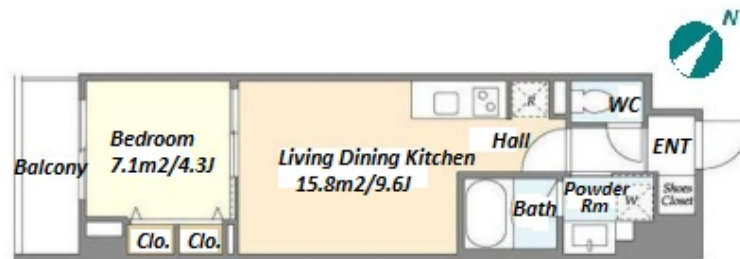 N
Balcony
Bedroom
7.1m2/4.3J
Clo.
Clo.
Living Dining Kitchen
15.8m2/9.6J
R
Hall
WC
ENT
Bath
Powder
Rm
W
Shoes
Closet